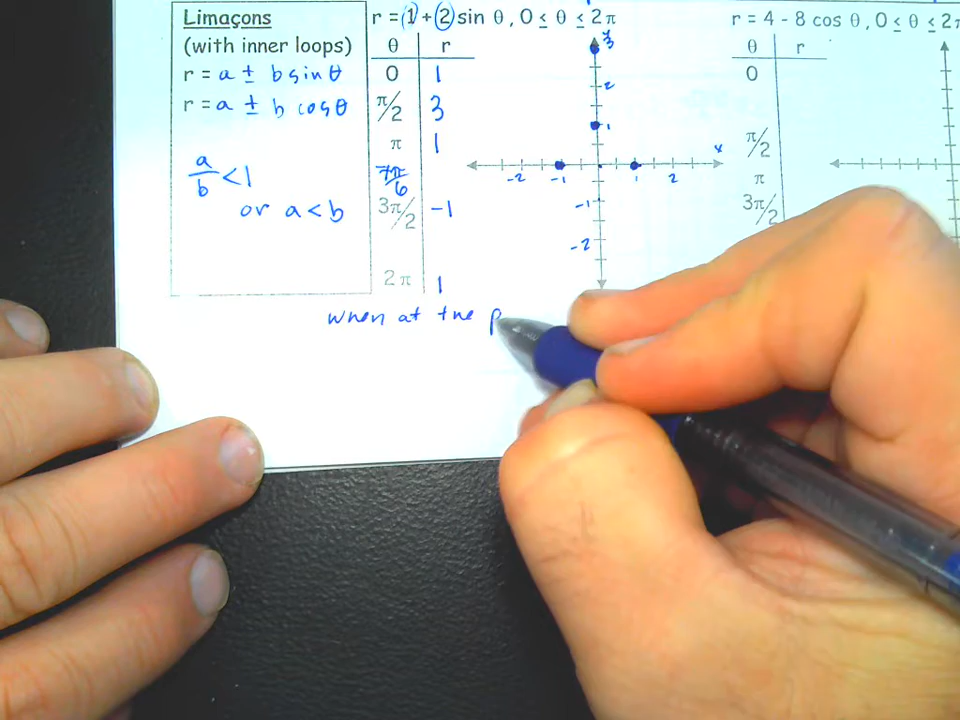 Limaçons
(with inner loops)
r = a ± b sinθ
r = a ± b cosθ
a/b < 1
or a < b
r = (1) + (2) sin θ, 0 ≤ θ ≤ 2π
θ r
0 1
π/2 3
π 1
7π/6
3π/2 -1
2π 1
when at the p
3
2
1
-2 -1 1 2 x
-1
-2
r = 4 - 8 cos θ, 0 ≤ θ ≤ 2π
θ r
0
π/2
π
3π/2